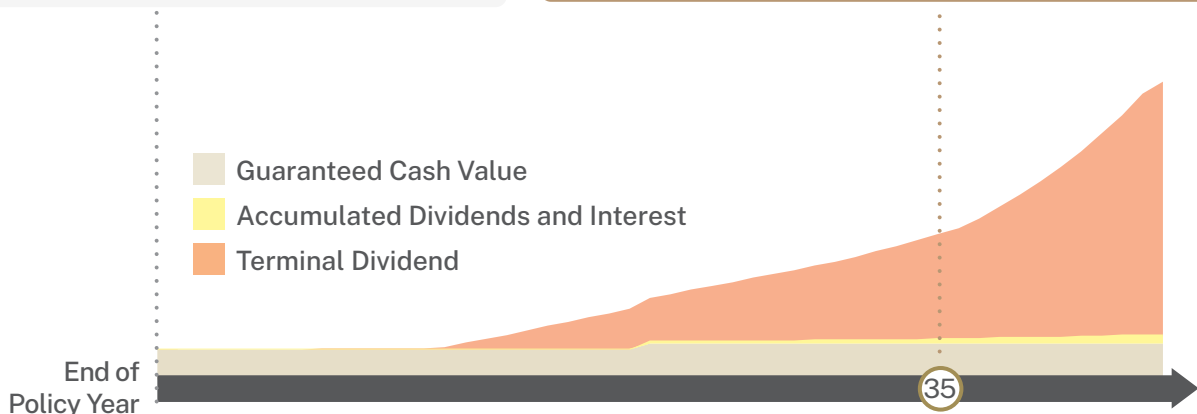 Guaranteed Cash Value
Accumulated Dividends and Interest
Terminal Dividend
End of
Policy Year
35